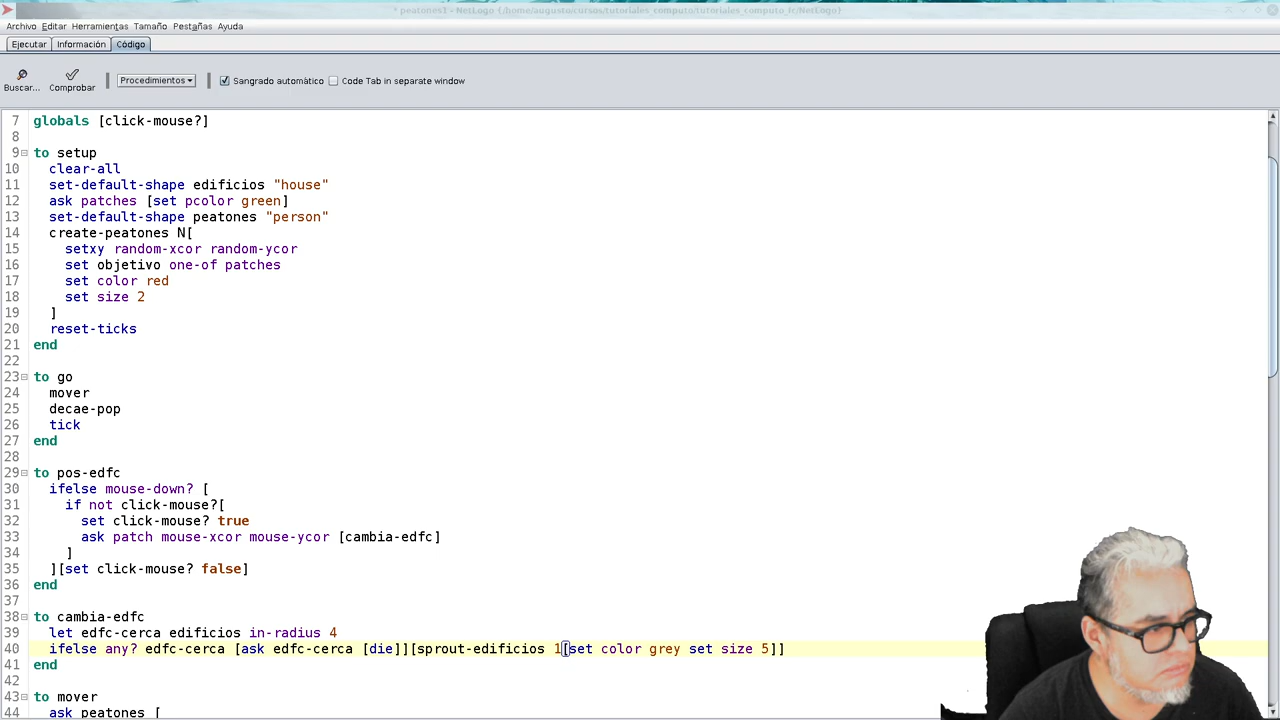 * peatones1 - NetLogo {/home/augusto/cursos/tutoriales_computo/tutoriales_computo_lc/NetLogo}
Archivo Editar Herramientas Tamaño Pestañas Ayuda
Ejecutar Información Código
Buscar... Comprobar Procedimientos Sangrado automático Code Tab in separate window
7 globals [click-mouse?]
8
9 to setup
10 clear-all
11 set-default-shape edificios "house"
12 ask patches [set pcolor green]
13 set-default-shape peatones "person"
14 create-peatones N[
15 setxy random-xcor random-ycor
16 set objetivo one-of patches
17 set color red
18 set size 2
19 ]
20 reset-ticks
21 end
22
23 to go
24 mover
25 decae-pop
26 tick
27 end
28
29 to pos-edfc
30 ifelse mouse-down? [
31 if not click-mouse?[
32 set click-mouse? true
33 ask patch mouse-xcor mouse-ycor [cambia-edfc]
34 ]
35 ][set click-mouse? false]
36 end
37
38 to cambia-edfc
39 let edfc-cerca edificios in-radius 4
40 ifelse any? edfc-cerca [ask edfc-cerca [die]][sprout-edificios 1[set color grey set size 5]]
41 end
42
43 to mover
44 ask peatones [